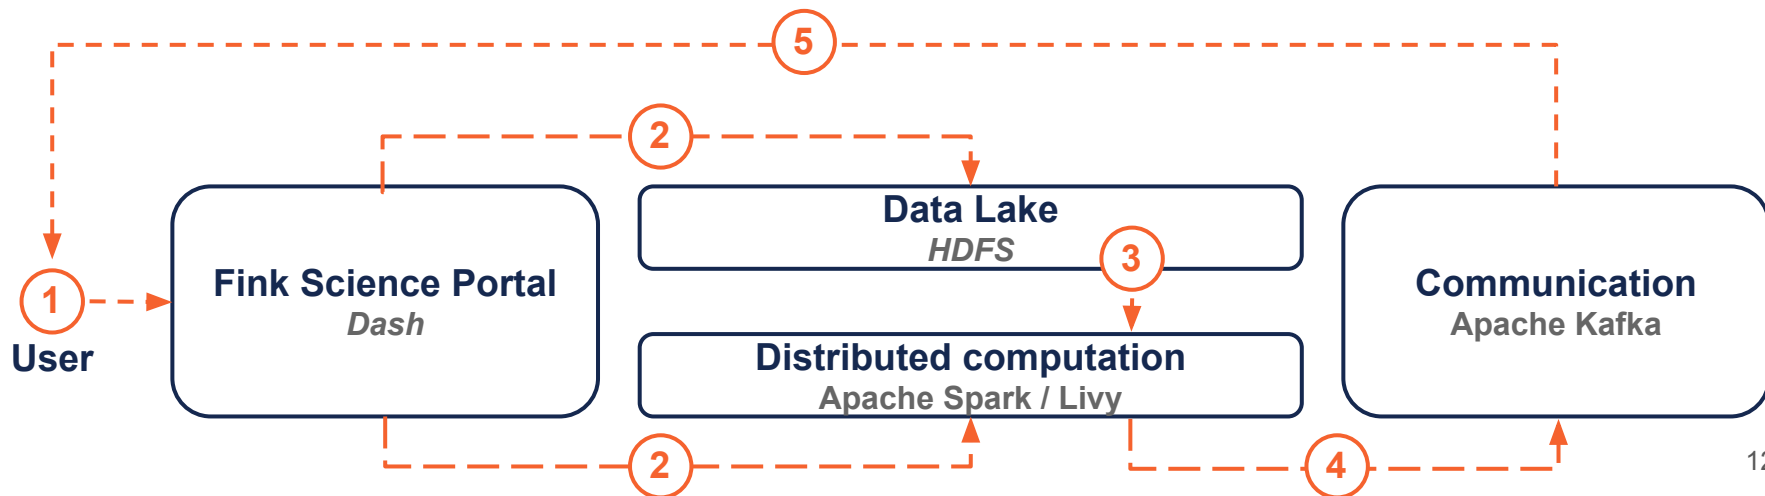 5
2
Data Lake
HDFS
3
Fink Science Portal
Dash
1
User
Communication
Apache Kafka
Distributed computation
Apache Spark / Livy
2
4
12